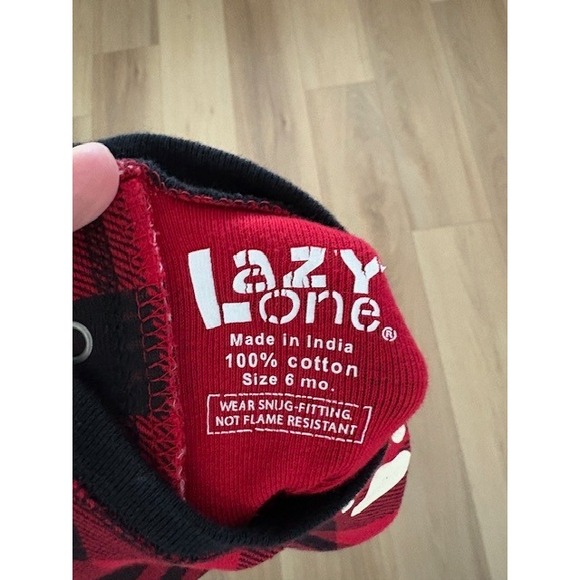 Lazy
one®
Made in India
100% cotton
Size 6 mo.
WEAR SNUG-FITTING,
NOT FLAME RESISTANT